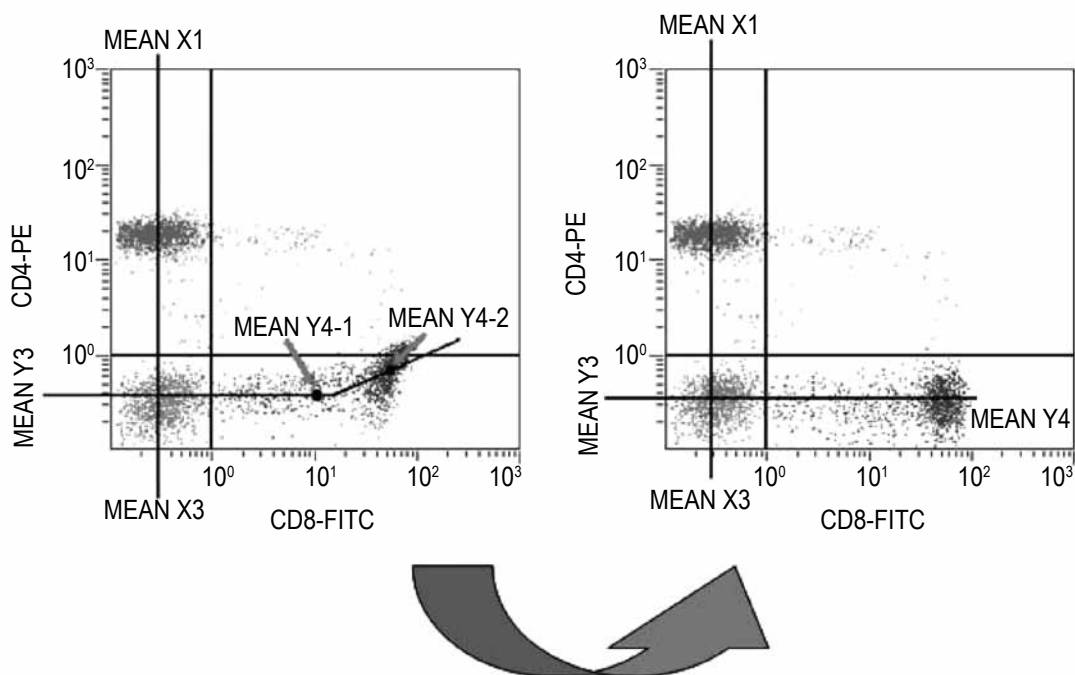 MEAN X1
10³
10²
10¹
10⁰
CD4-PE
MEAN Y3
MEAN Y4-1
MEAN Y4-2
10⁰ 10¹ 10² 10³
MEAN X3
CD8-FITC
MEAN X1
10³
10²
10¹
10⁰
CD4-PE
MEAN Y3
MEAN Y4
10⁰ 10¹ 10² 10³
MEAN X3
CD8-FITC